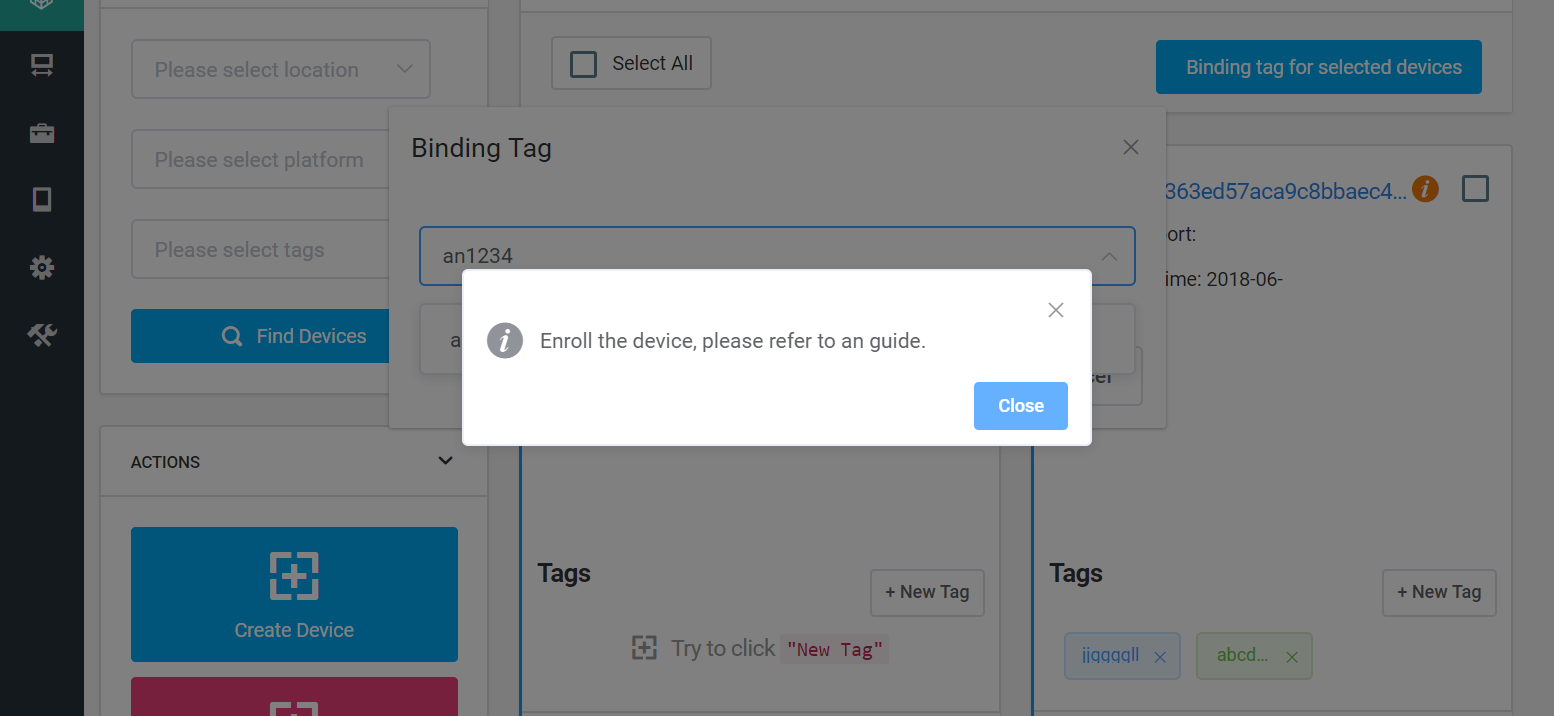 Please select location
Select All
Binding tag for selected devices
Binding Tag
Please select platform
363ed57aca9c8bbaec4...
ort:
an1234
Please select tags
ime: 2018-06-
Find Devices
a
Enroll the device, please refer to an guide.
Close
ACTIONS
Tags
+ New Tag
Tags
+ New Tag
Create Device
Try to click "New Tag"
abcd...